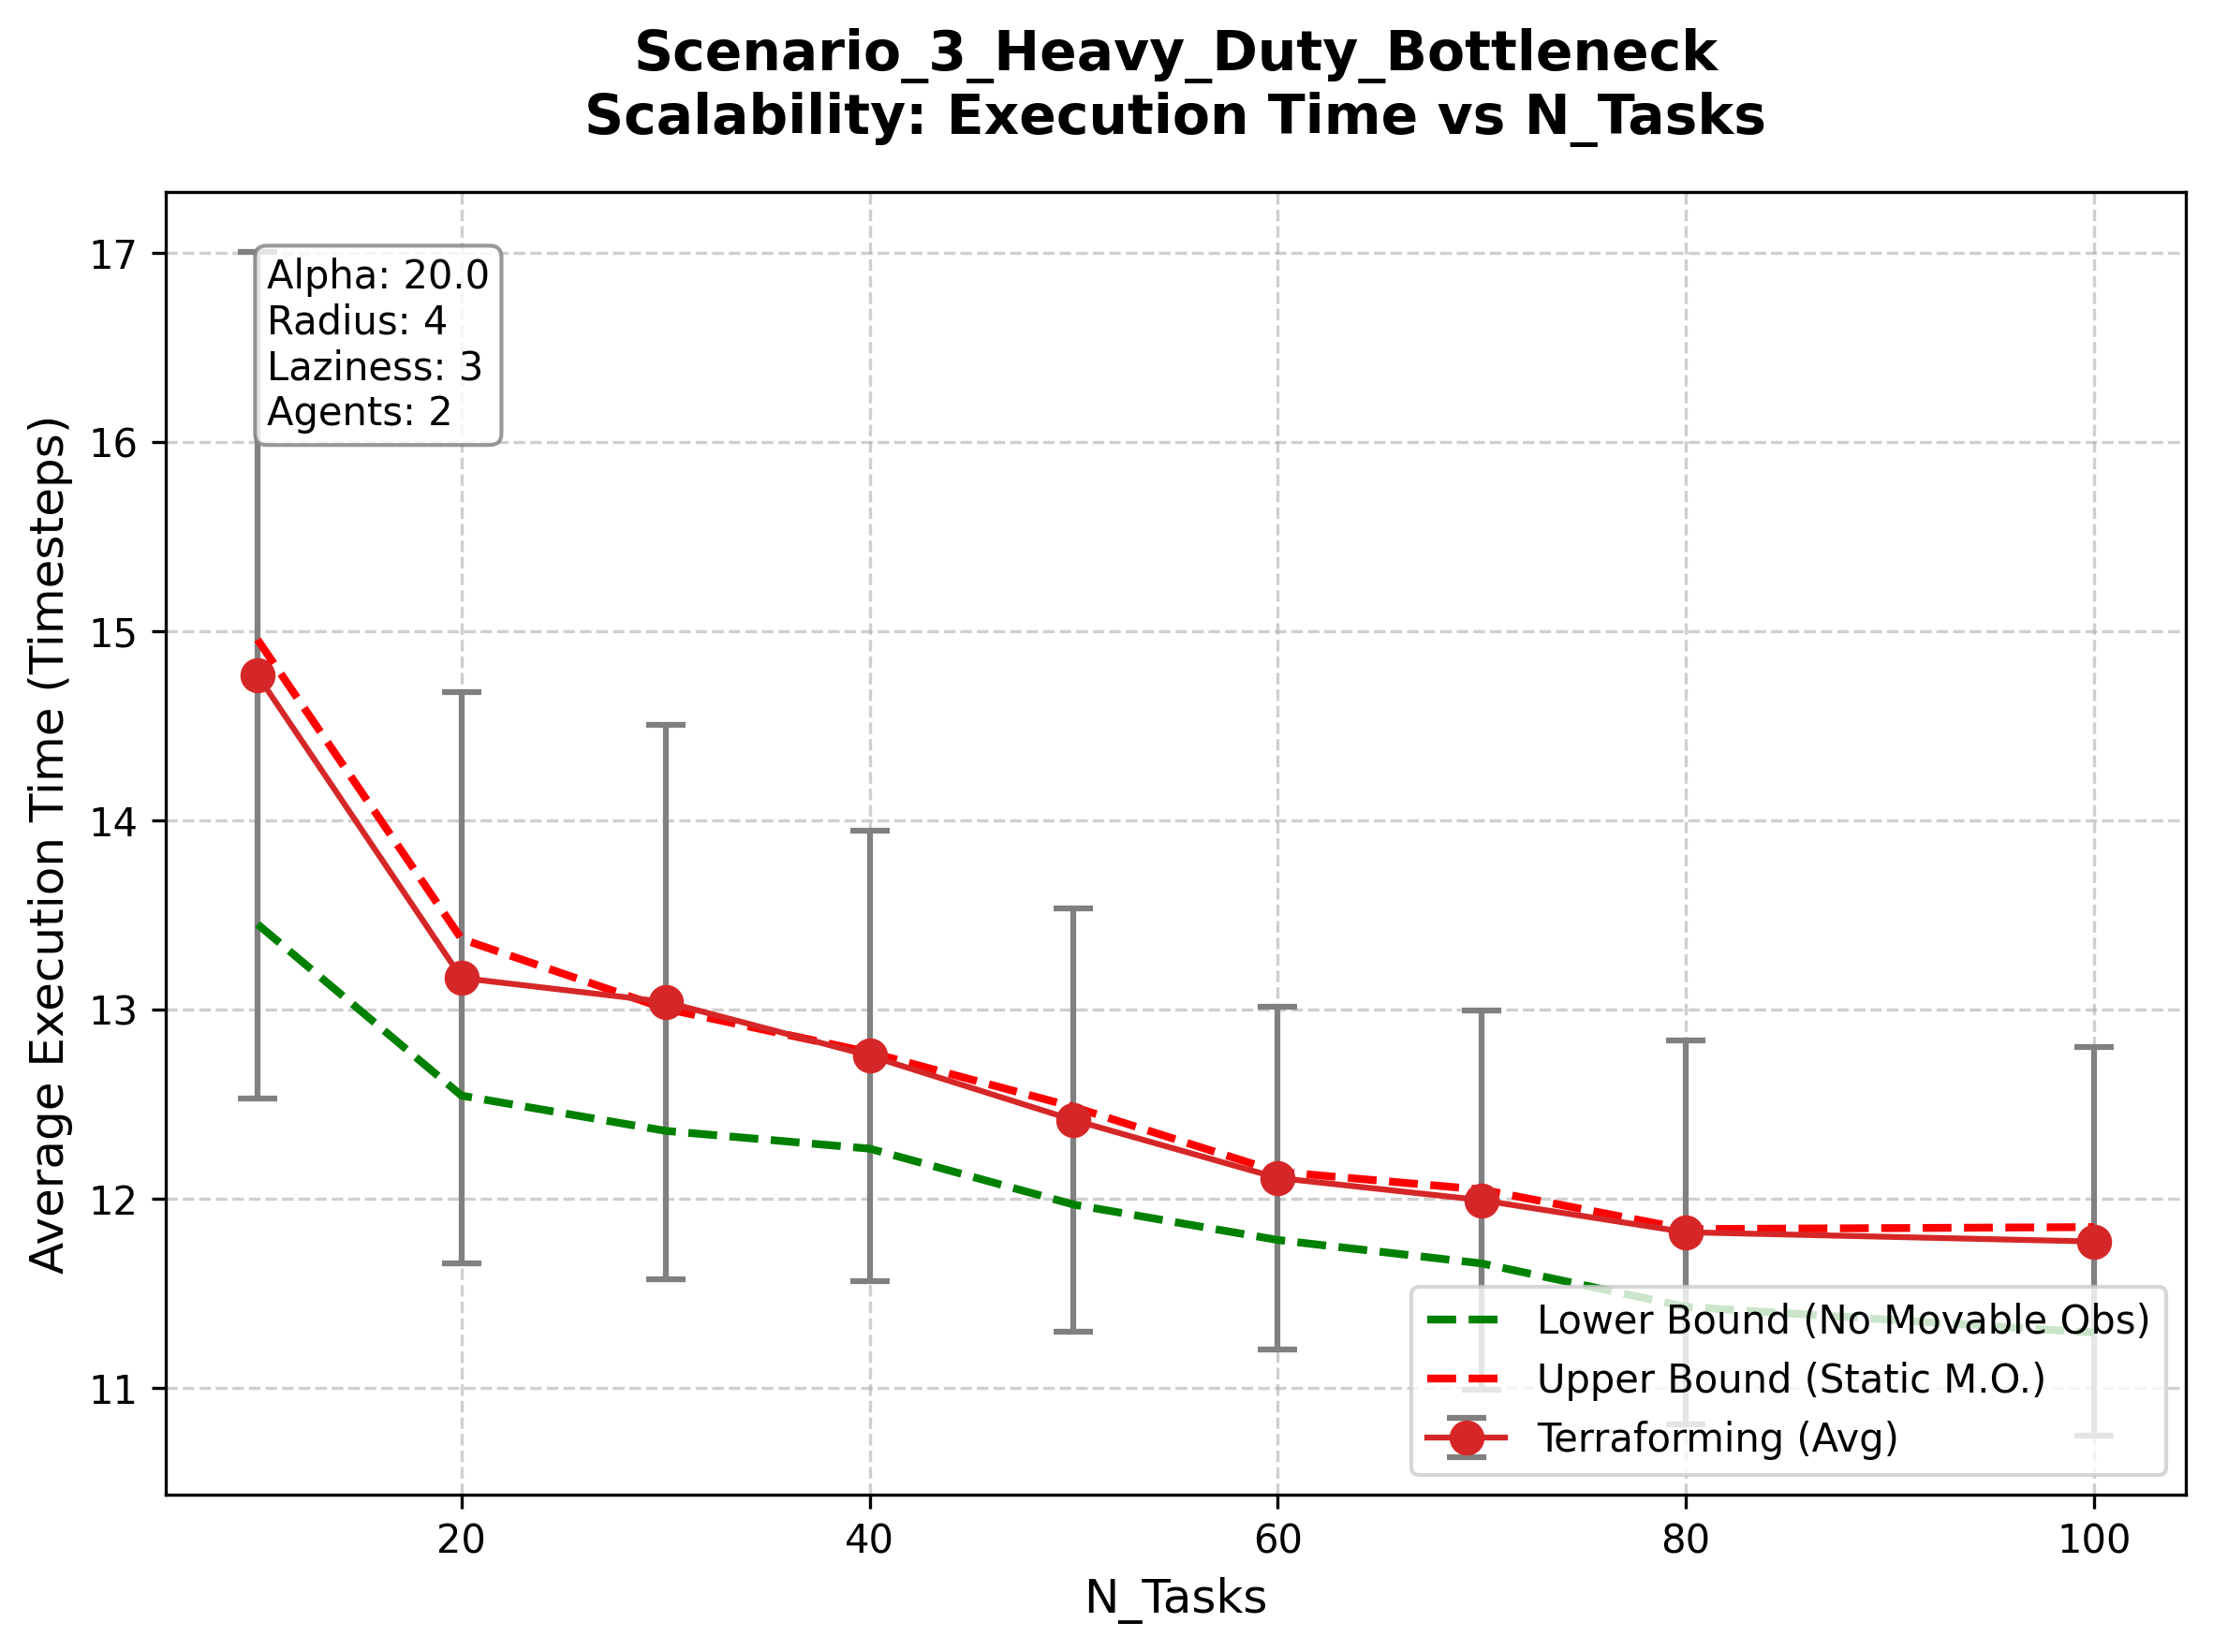 Scenario_3_Heavy_Duty_Bottleneck
Scalability: Execution Time vs N_Tasks
Average Execution Time (Timesteps)
17
16
15
14
13
12
11
Alpha: 20.0
Radius: 4
Laziness: 3
Agents: 2
Lower Bound (No Movable Obs)
Upper Bound (Static M.O.)
Terraforming (Avg)
20
40
60
80
100
N_Tasks